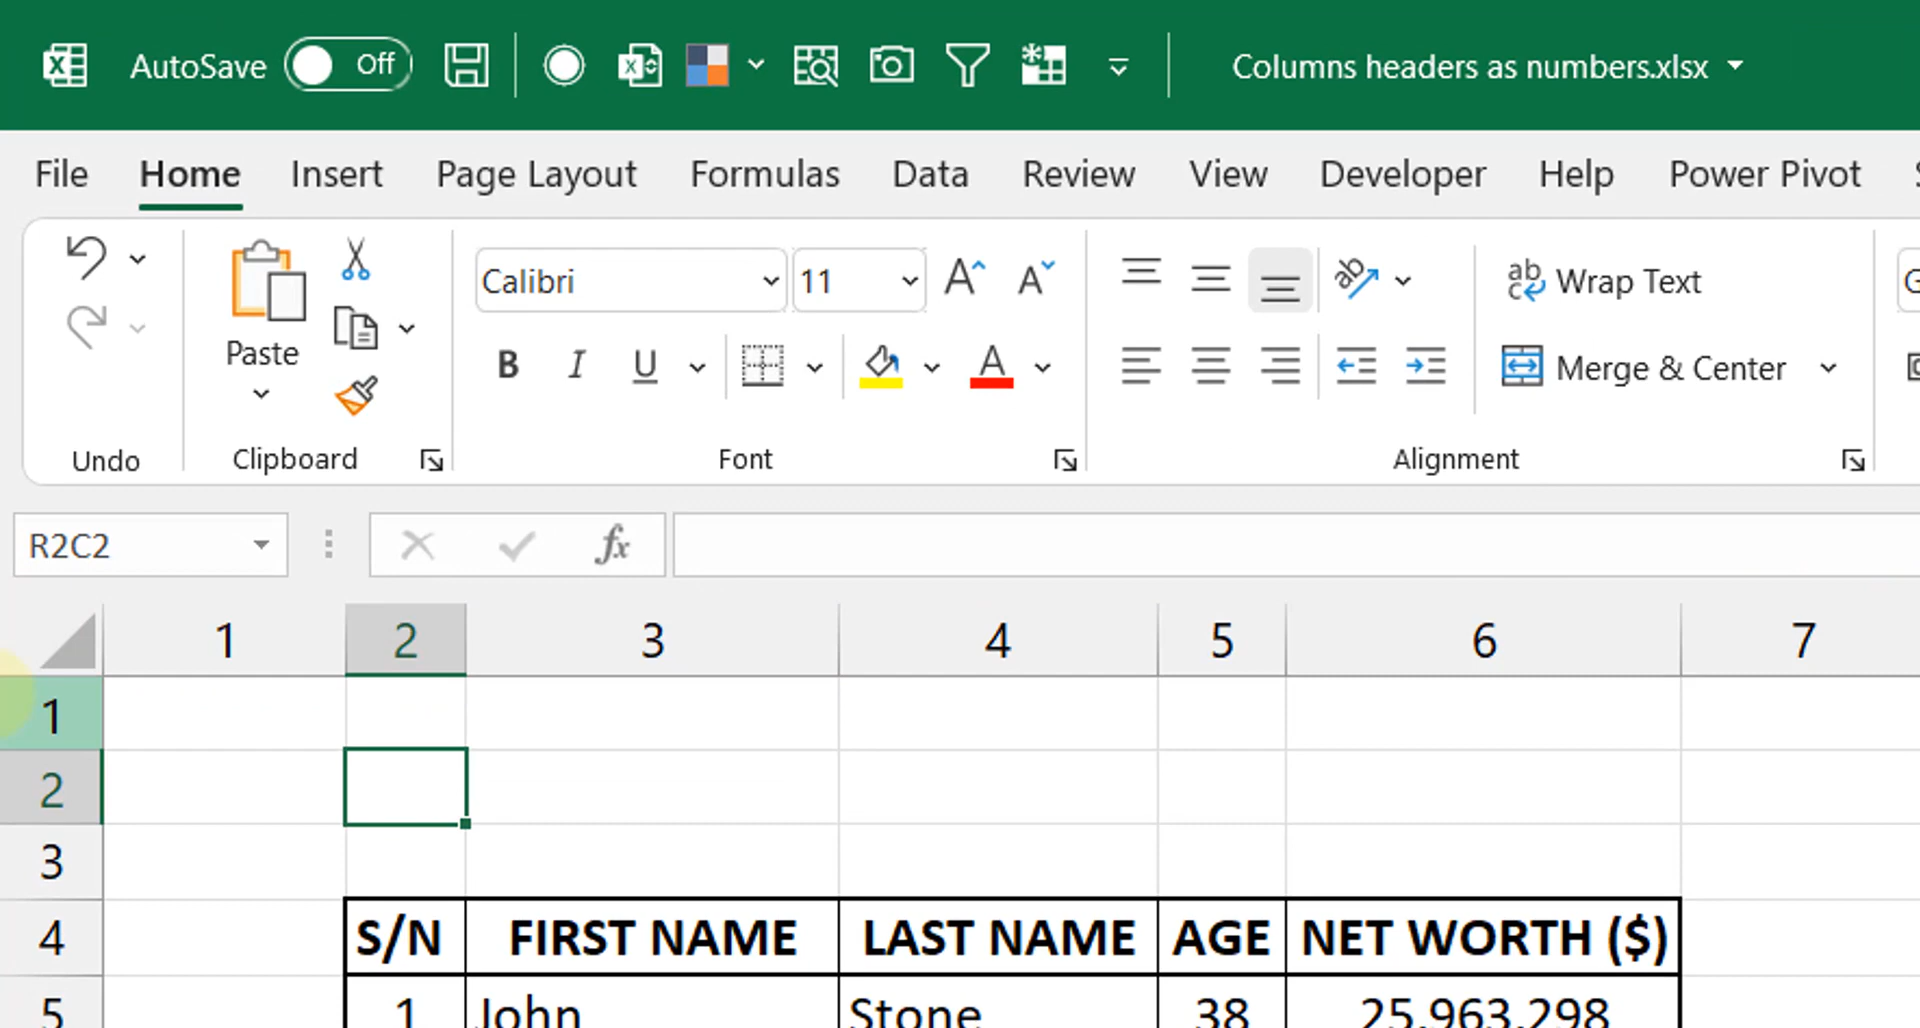 AutoSave Off Columns headers as numbers.xlsx
File Home Insert Page Layout Formulas Data Review View Developer Help Power Pivot
Calibri 11 Wrap Text
Paste B I U A Merge & Center
Undo Clipboard Font Alignment
R2C2 fx
1 2 3 4 5 6 7
1
2
3
4 S/N FIRST NAME LAST NAME AGE NET WORTH ($)
5 1 John Stone 38 25,963,298